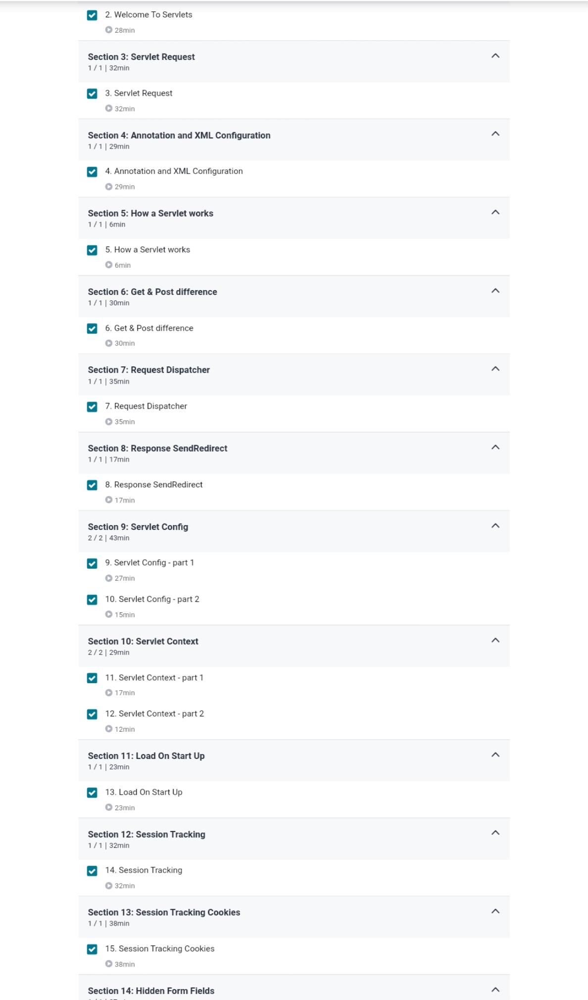 2. Welcome To Servlets
28min
Section 3: Servlet Request
1 / 1 | 32min
3. Servlet Request
32min
Section 4: Annotation and XML Configuration
1 / 1 | 29min
4. Annotation and XML Configuration
29min
Section 5: How a Servlet works
1 / 1 | 6min
5. How a Servlet works
6min
Section 6: Get & Post difference
1 / 1 | 30min
6. Get & Post difference
30min
Section 7: Request Dispatcher
1 / 1 | 35min
7. Request Dispatcher
35min
Section 8: Response SendRedirect
1 / 1 | 17min
8. Response SendRedirect
17min
Section 9: Servlet Config
2 / 2 | 43min
9. Servlet Config - part 1
27min
10. Servlet Config - part 2
15min
Section 10: Servlet Context
2 / 2 | 29min
11. Servlet Context - part 1
17min
12. Servlet Context - part 2
12min
Section 11: Load On Start Up
1 / 1 | 23min
13. Load On Start Up
23min
Section 12: Session Tracking
1 / 1 | 32min
14. Session Tracking
32min
Section 13: Session Tracking Cookies
1 / 1 | 38min
15. Session Tracking Cookies
38min
Section 14: Hidden Form Fields